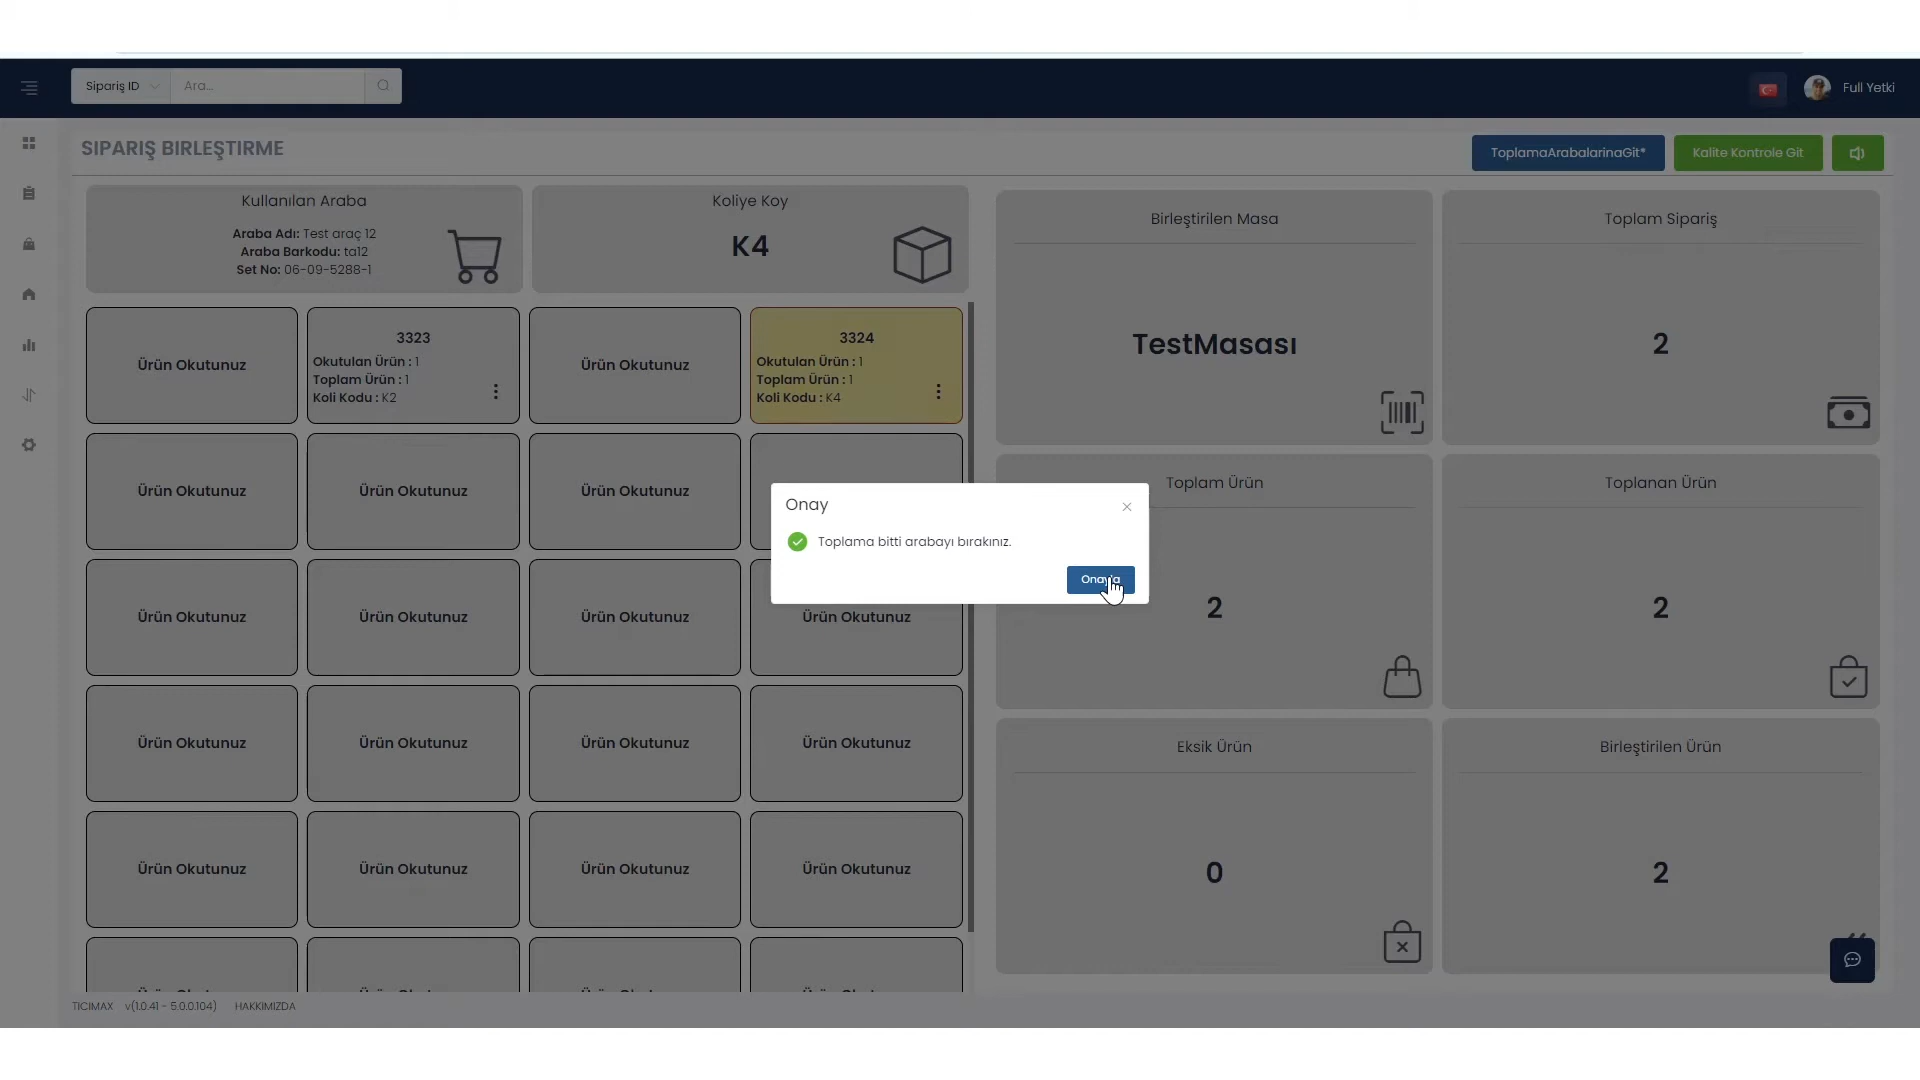 Sipariş ID
Ara...
Full Yetki
SIPARIŞ BIRLEŞTIRME
ToplamaArabalarinaGit*
Kalite Kontrole Git
Kullanılan Araba
Araba Adı: Test araç 12
Araba Barkodu: ta12
Set No: 06-09-5288-1
Koliye Koy
K4
Birleştirilen Masa
TestMasası
Toplam Sipariş
2
Ürün Okutunuz
3323
Okutulan Ürün : 1
Toplam Ürün : 1
Koli Kodu : K2
Ürün Okutunuz
3324
Okutulan Ürün : 1
Toplam Ürün : 1
Koli Kodu : K4
Ürün Okutunuz
Ürün Okutunuz
Ürün Okutunuz
Onay
Toplama bitti arabayı bırakınız.
Toplam Ürün
2
Toplanan Ürün
2
Ürün Okutunuz
Ürün Okutunuz
Ürün Okutunuz
Ürün Okutunuz
Ürün Okutunuz
Ürün Okutunuz
Ürün Okutunuz
Ürün Okutunuz
Eksik Ürün
0
Birleştirilen Ürün
2
Ürün Okutunuz
Ürün Okutunuz
Ürün Okutunuz
Ürün Okutunuz
TICIMAX v(1.0.41 - 5.0.0.104) HAKKIMIZDA